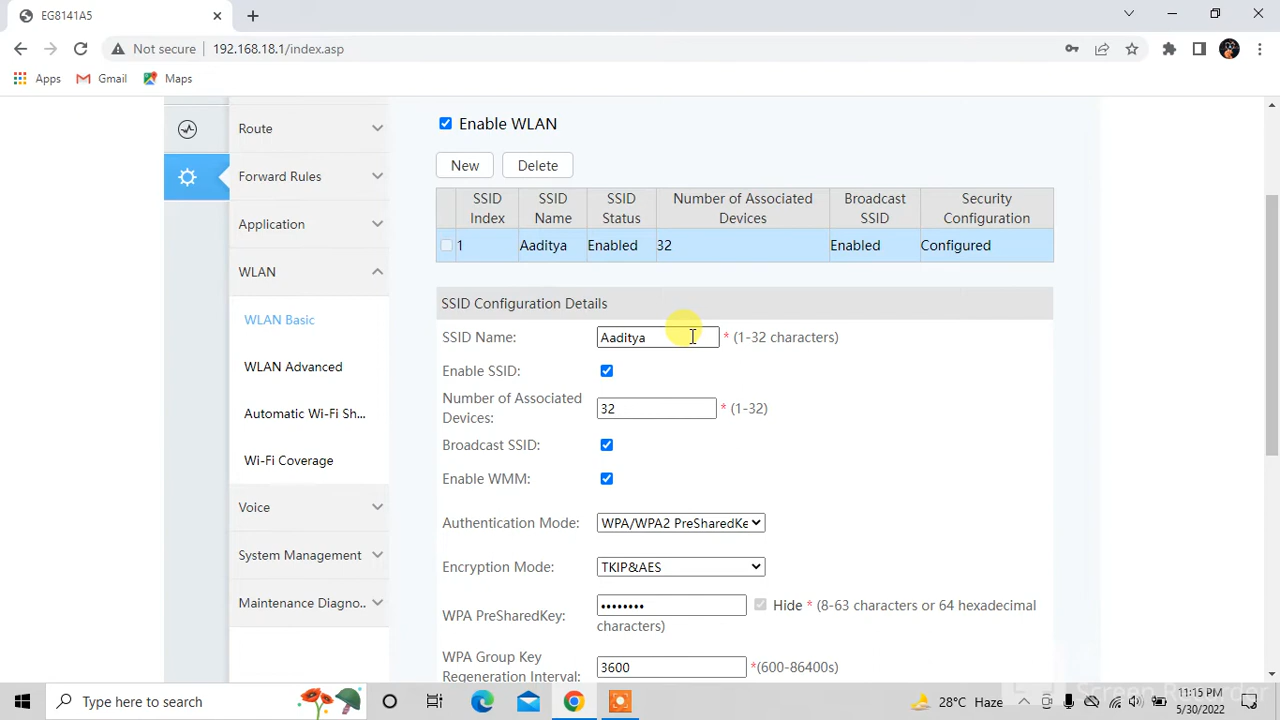 EG8141A5
Not secure 192.168.18.1/index.asp
Apps Gmail Maps
Route
Forward Rules
Application
WLAN
WLAN Basic
WLAN Advanced
Automatic Wi-Fi Sh...
Wi-Fi Coverage
Voice
System Management
Maintenance Diagno..
Enable WLAN
New Delete
SSID Index SSID Name SSID Status Number of Associated Devices Broadcast SSID Security Configuration
1 Aaditya Enabled 32 Enabled Configured
SSID Configuration Details
SSID Name: Aaditya * (1-32 characters)
Enable SSID:
Number of Associated Devices: 32 * (1-32)
Broadcast SSID:
Enable WMM:
Authentication Mode: WPA/WPA2 PreSharedKe
Encryption Mode: TKIP&AES
WPA PreSharedKey: •••••••• Hide * (8-63 characters or 64 hexadecimal characters)
WPA Group Key Regeneration Interval: 3600 *(600-86400s)
Screen Recorder
Type here to search
28°C Haze
11:15 PM
5/30/2022